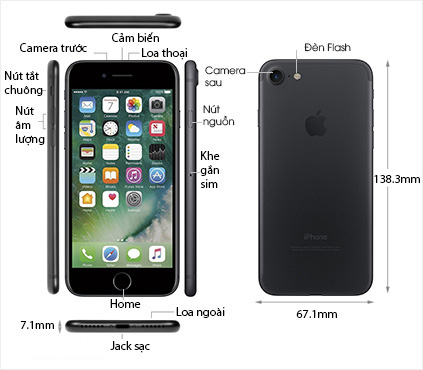 Cảm biến
Camera trước
Loa thoại
Đèn Flash
Camera
sau
Nút tắt
chuông
Nút
âm
lượng
Nút
nguồn
Khe
gắn
sim
138.3mm
iPhone
Home
Loa ngoài
7.1mm
Jack sạc
67.1mm